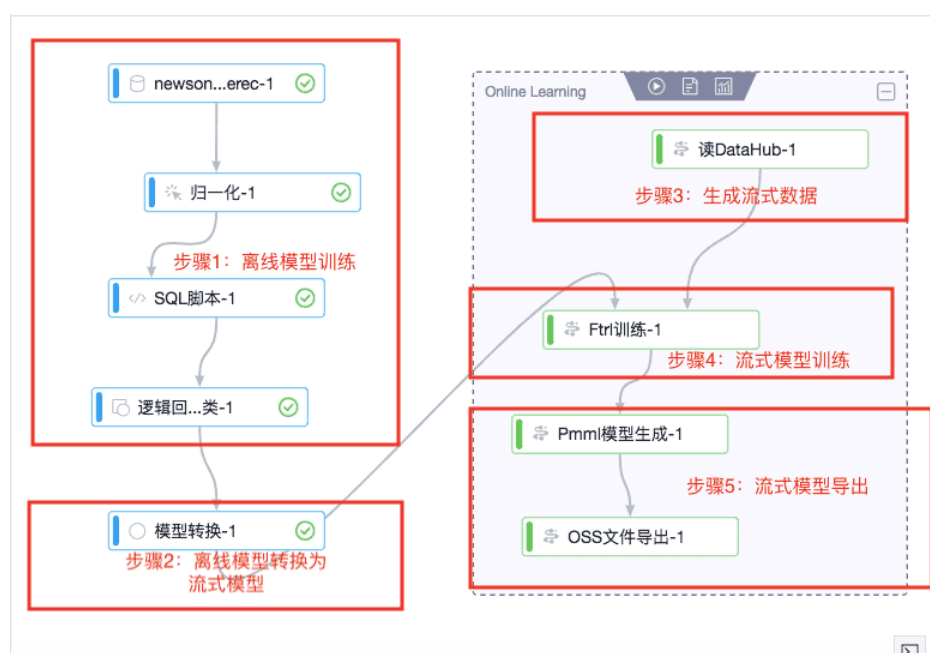 newson...erec-1
归一化-1
步骤1：离线模型训练
SQL脚本-1
逻辑回...类-1
模型转换-1
步骤2：离线模型转换为
流式模型
Online Learning
读DataHub-1
步骤3：生成流式数据
Ftrl训练-1
步骤4：流式模型训练
Pmml模型生成-1
步骤5：流式模型导出
OSS文件导出-1